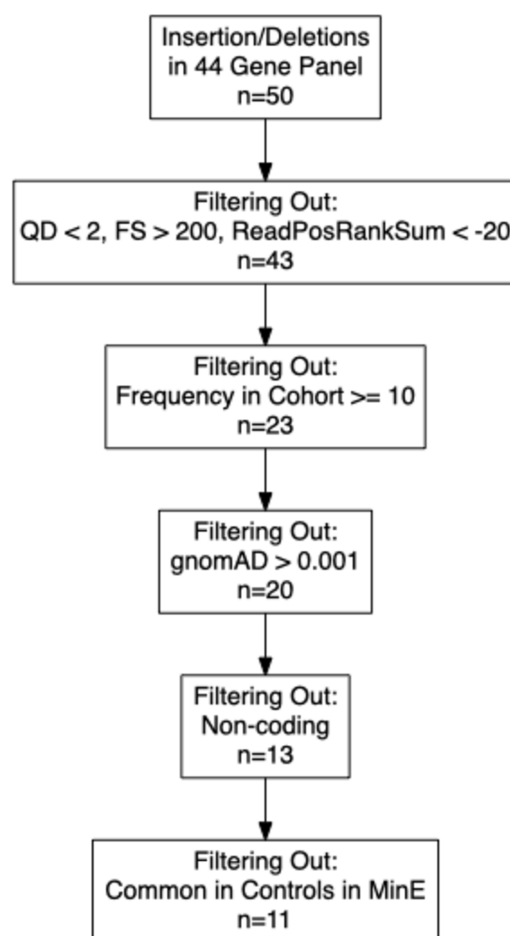 Insertion/Deletions
in 44 Gene Panel
n=50
Filtering Out:
QD < 2, FS > 200, ReadPosRankSum < -20
n=43
Filtering Out:
Frequency in Cohort >= 10
n=23
Filtering Out:
gnomAD > 0.001
n=20
Filtering Out:
Non-coding
n=13
Filtering Out:
Common in Controls in MinE
n=11